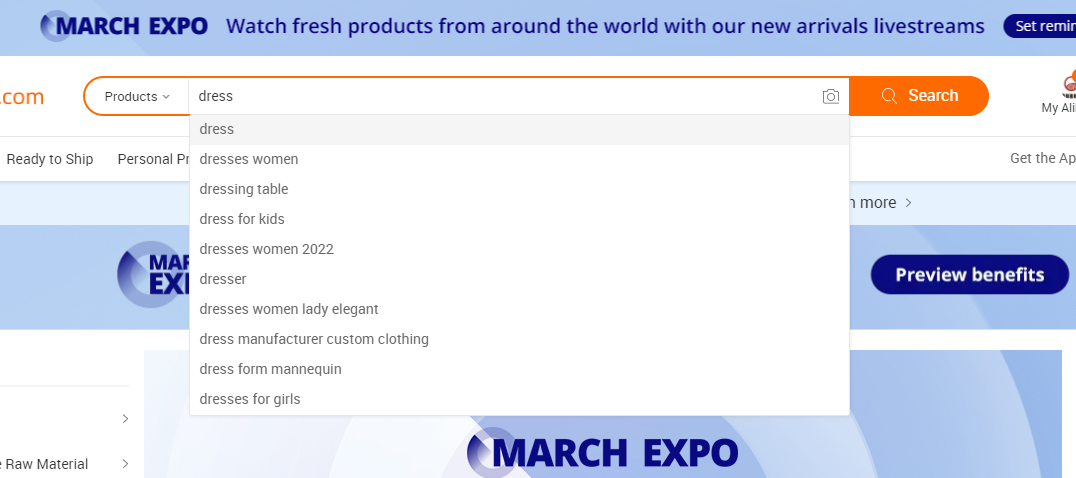 MARCH EXPO Watch fresh products from around the world with our new arrivals livestreams Set remin
.com Products dress Search
My Ali
Ready to Ship Personal Pr Get the Ap
dress
dresses women
dressing table
n more
dress for kids
dresses women 2022
MAR
EXP
Preview benefits
dresser
dresses women lady elegant
dress manufacturer custom clothing
dress form mannequin
dresses for girls
MARCH EXPO
e Raw Material